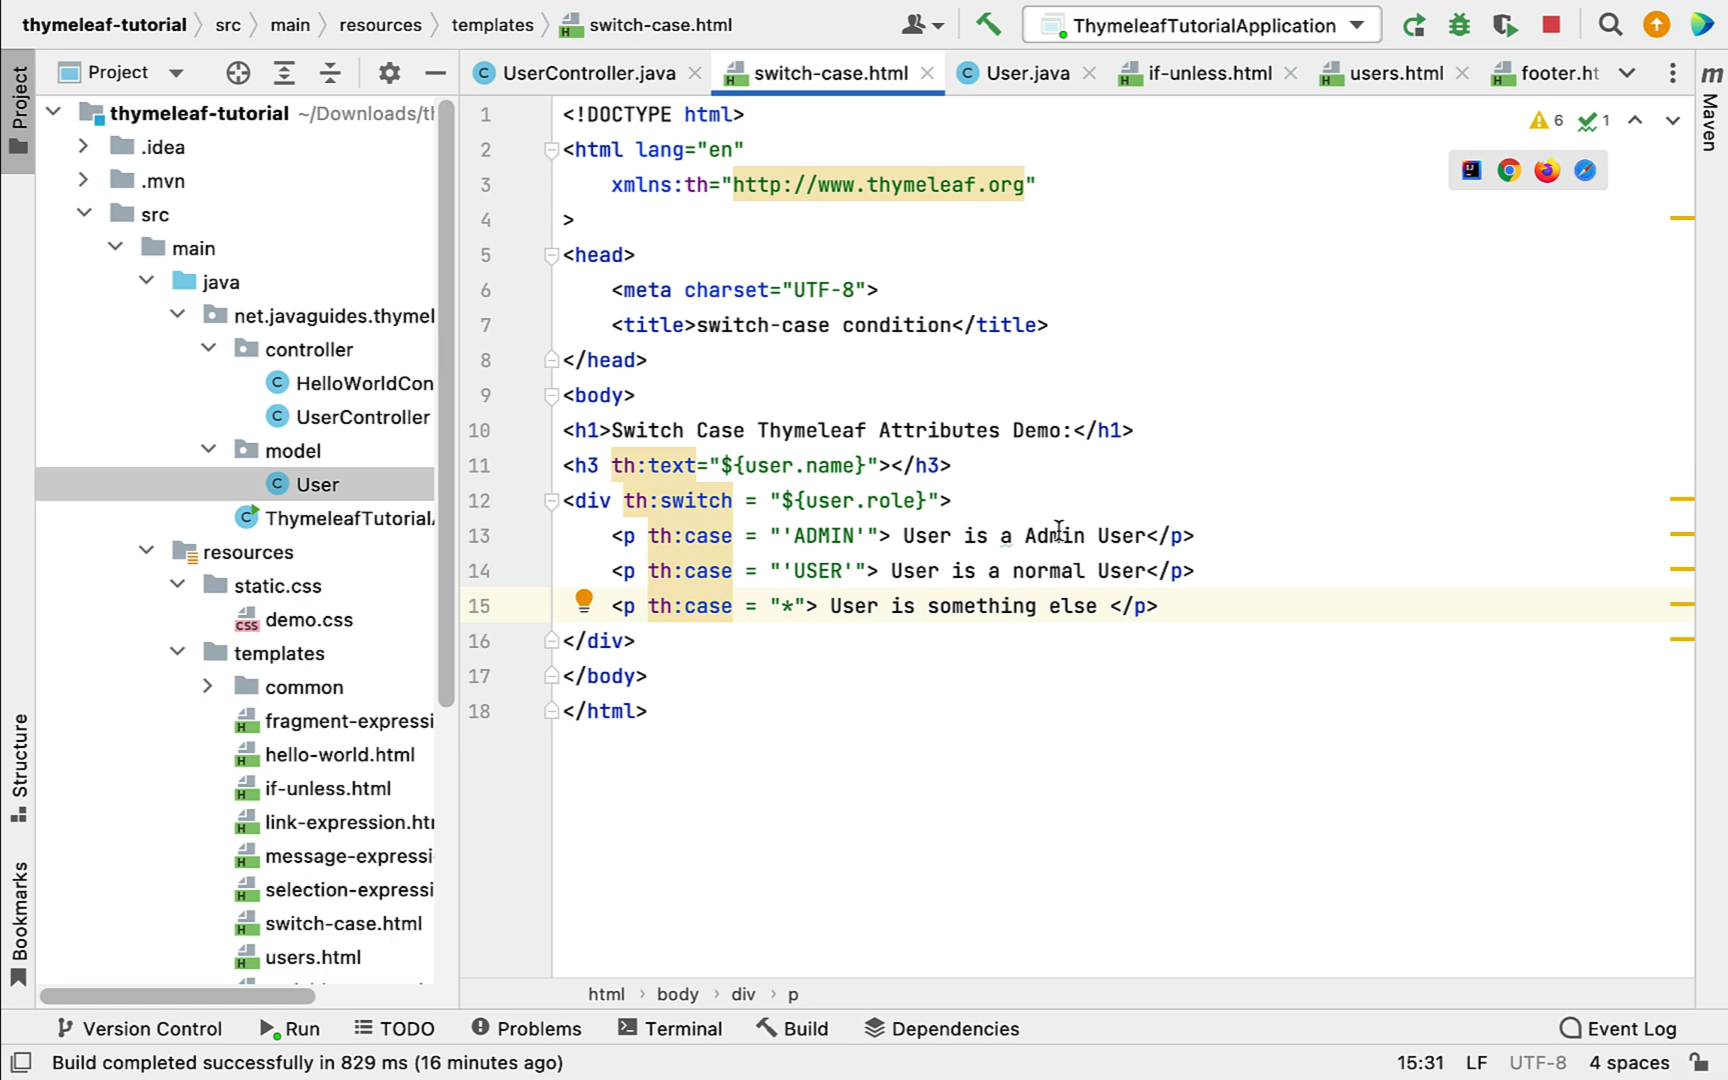 thymeleaf-tutorial src main resources templates switch-case.html ThymeleafTutorialApplication
Project
UserController.java switch-case.html User.java if-unless.html users.html footer.ht
Project
Maven
Structure
Bookmarks
thymeleaf-tutorial ~/Downloads/tl
.idea
.mvn
src
main
java
net.javaguides.thymel
controller
HelloWorldCon
UserController
model
User
ThymeleafTutorial
resources
static.css
demo.css
templates
common
fragment-expressi
hello-world.html
if-unless.html
link-expression.htr
message-expressi
selection-expressi
switch-case.html
users.html
6 1
1 <!DOCTYPE html>
2 <html lang="en"
3 xmlns:th="http://www.thymeleaf.org"
4 >
5 <head>
6 <meta charset="UTF-8">
7 <title>switch-case condition</title>
8 </head>
9 <body>
10 <h1>Switch Case Thymeleaf Attributes Demo:</h1>
11 <h3 th:text="${user.name}"></h3>
12 <div th:switch = "${user.role}">
13 <p th:case = "'ADMIN'"> User is a Admin User</p>
14 <p th:case = "'USER'"> User is a normal User</p>
15 <p th:case = "*"> User is something else </p>
16 </div>
17 </body>
18 </html>
html body div p
Version Control Run TODO Problems Terminal Build Dependencies Event Log
Build completed successfully in 829 ms (16 minutes ago) 15:31 LF UTF-8 4 spaces